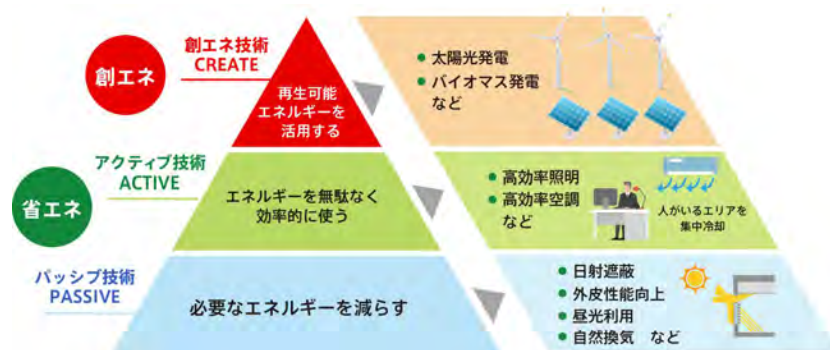 創エネ
創エネ技術
CREATE
再生可能
エネルギーを
活用する
● 太陽光発電
● バイオマス発電
など
省エネ
アクティブ技術
ACTIVE
エネルギーを無駄なく
効率的に使う
● 高効率照明
● 高効率空調
など
人がいるエリアを
集中冷却
パッシブ技術
PASSIVE
必要なエネルギーを減らす
● 日射遮蔽
● 外皮性能向上
● 昼光利用
● 自然換気 など